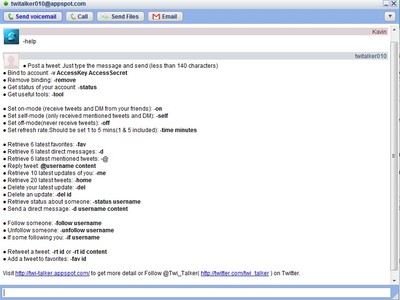 twitalker010@appspot.com
Send voicemail
Call
Send Files
Email
Kavin
-help
twitalker010
● Post a tweet: Just type the message and send (less than 140 characters)
● Bind to account: -v AccessKey AccessSecret
● Remove binding: -remove
● Get status of your account: -status
● Get useful tools: -tool
● Set on-mode (receive tweets and DM from your friends): -on
● Set self-mode (only received mentioned tweets and DM): -self
● Set off-mode(never receive tweets): -off
● Set refresh rate.Should be set 1 to 5 mins(1 & 5 included): -time minutes
● Retrieve 6 latest favorites: -fav
● Retrieve 6 latest direct messages: -d
● Retrieve 6 latest mentioned tweets: -@
● Reply tweet: @username content
● Retrieve 10 latest updates of you: -me
● Retrieve 20 latest tweets: -home
● Delete your latest update: -del
● Delete an update: -del id
● Retrieve status about someone: -status username
● Send a direct message: -d username content
● Follow someone: -follow username
● Unfollow someone: -unfollow username
● If some following you: -if username
● Retweet a tweet: -rt id or -rt id content
● Add a tweet to favorites: -fav id
Visit http://twi-talker.appspot.com/ to get more detail or Follow @Twi_Talker( http://twitter.com/twi_talker ) on Twitter.